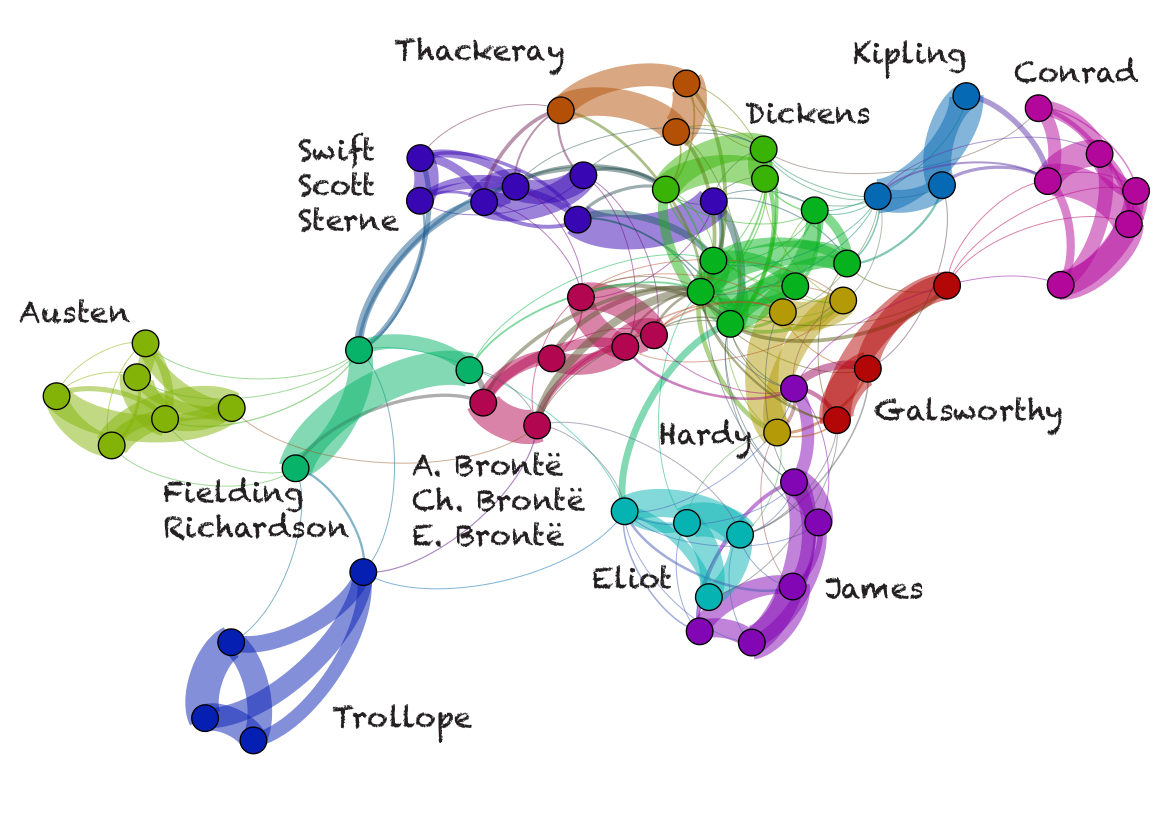 Thackeray
Kipling
Conrad
Dickens
Swift
Scott
Sterne
Austen
Galsworthy
Hardy
A. Brontë
Ch. Brontë
E. Brontë
Fielding
Richardson
Eliot
James
Trollope